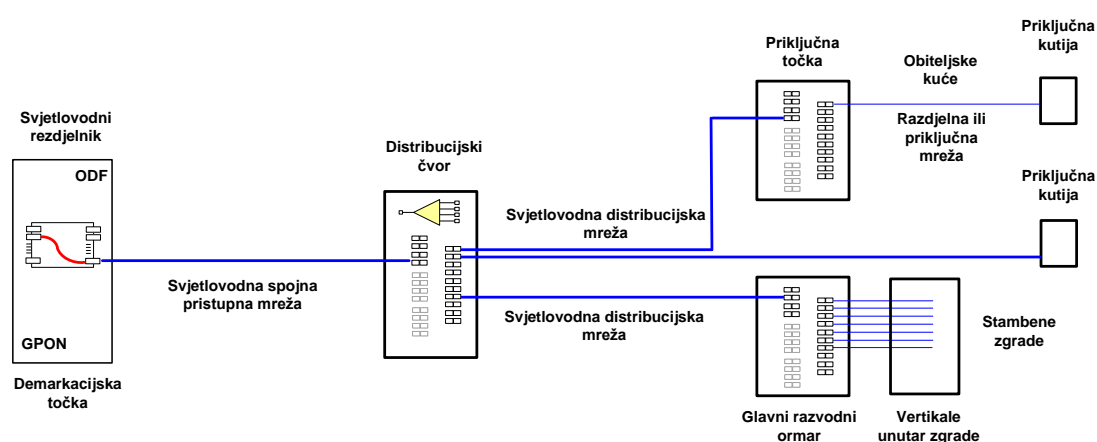 Svjetlovodni
rezdjelnik
ODF
GPON
Demarkacijska
točka
Svjetlovodna spojna
pristupna mreža
Distribucijski
čvor
Svjetlovodna distribucijska
mreža
Svjetlovodna distribucijska
mreža
Priključna
točka
Obiteljske
kuće
Razdjelna ili
priključna
mreža
Priključna
kutija
Priključna
kutija
Stambene
zgrade
Glavni razvodni
ormar
Vertikale
unutar zgrade